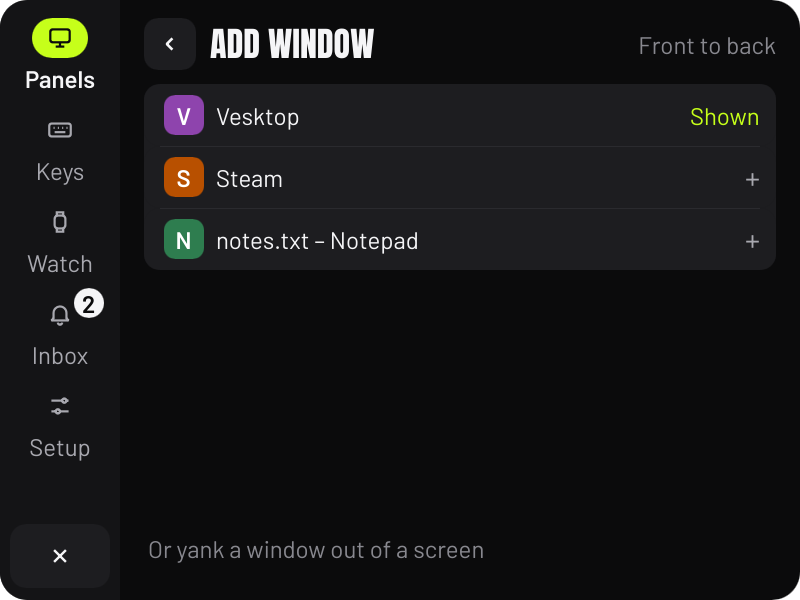 Panels
Keys
Watch
2
Inbox
Setup
ADD WINDOW
Front to back
V Vesktop Shown
S Steam +
N notes.txt – Notepad +
Or yank a window out of a screen